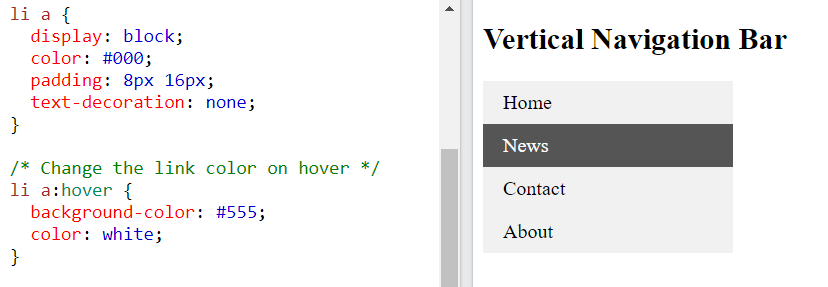 li a {
  display: block;
  color: #000;
  padding: 8px 16px;
  text-decoration: none;
}

/* Change the link color on hover */
li a:hover {
  background-color: #555;
  color: white;
}
Vertical Navigation Bar
Home
News
Contact
About